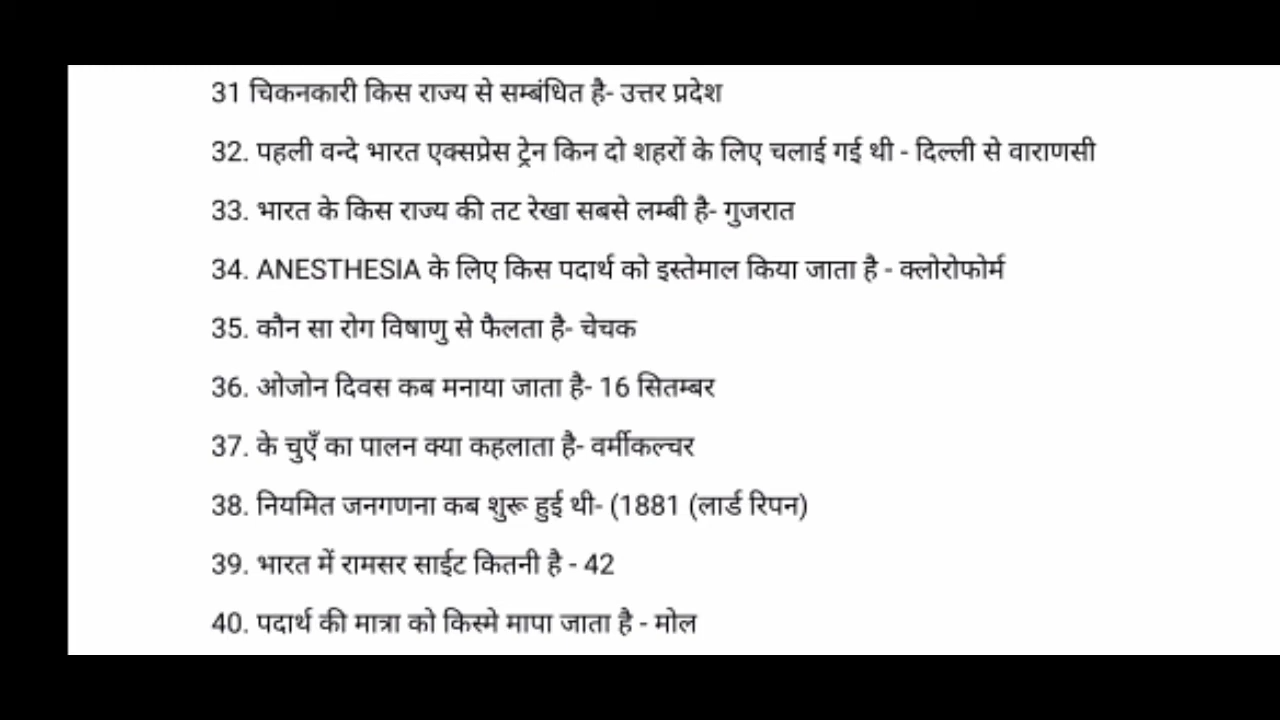 31 चिकनकारी किस राज्य से सम्बंधित है- उत्तर प्रदेश
32. पहली वन्दे भारत एक्सप्रेस ट्रेन किन दो शहरों के लिए चलाई गई थी - दिल्ली से वाराणसी
33. भारत के किस राज्य की तट रेखा सबसे लम्बी है- गुजरात
34. ANESTHESIA के लिए किस पदार्थ को इस्तेमाल किया जाता है - क्लोरोफोर्म
35. कौन सा रोग विषाणु से फैलता है- चेचक
36. ओजोन दिवस कब मनाया जाता है- 16 सितम्बर
37. के चुएँ का पालन क्या कहलाता है- वर्मीकल्चर
38. नियमित जनगणना कब शुरू हुई थी- (1881 (लार्ड रिपन)
39. भारत में रामसर साईट कितनी है - 42
40. पदार्थ की मात्रा को किस्मे मापा जाता है - मोल